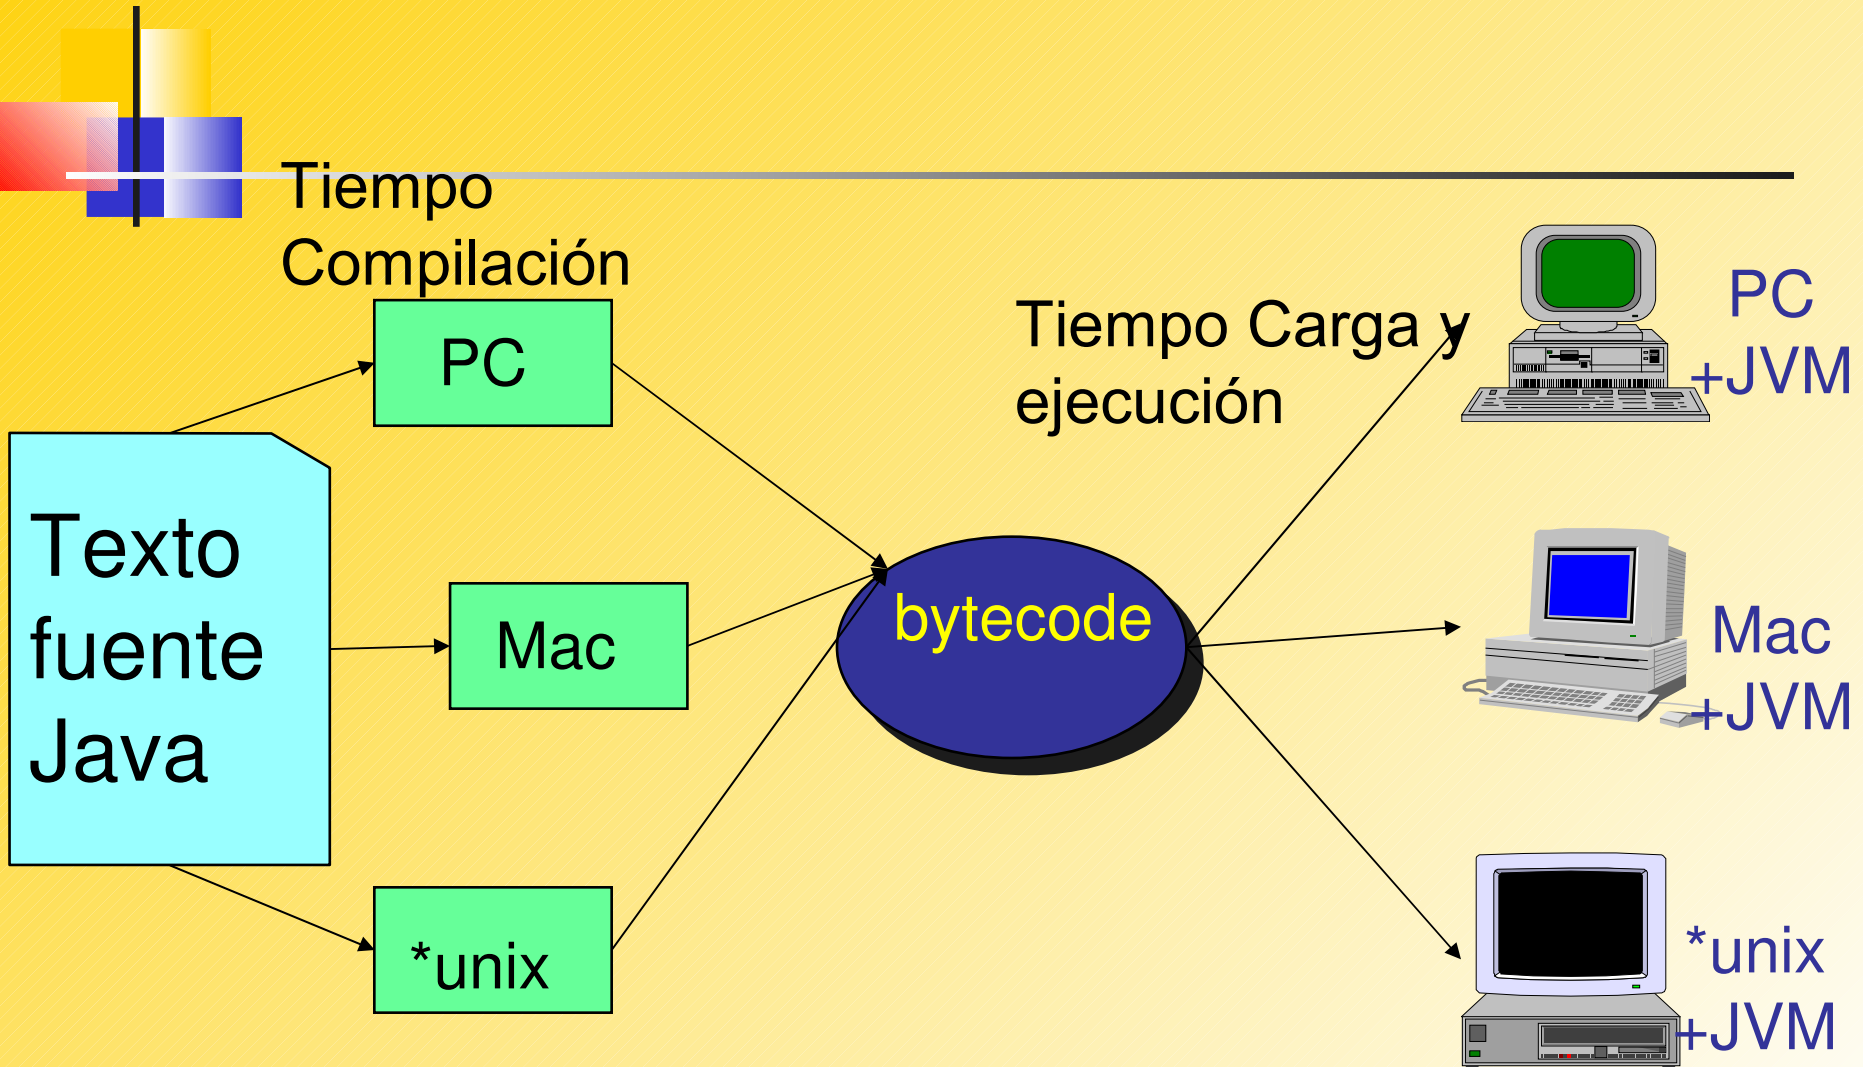 Tiempo
Compilación
PC
Texto
fuente
Java
Mac
*unix
bytecode
Tiempo Carga y
ejecución
PC
+JVM
Mac
+JVM
*unix
+JVM